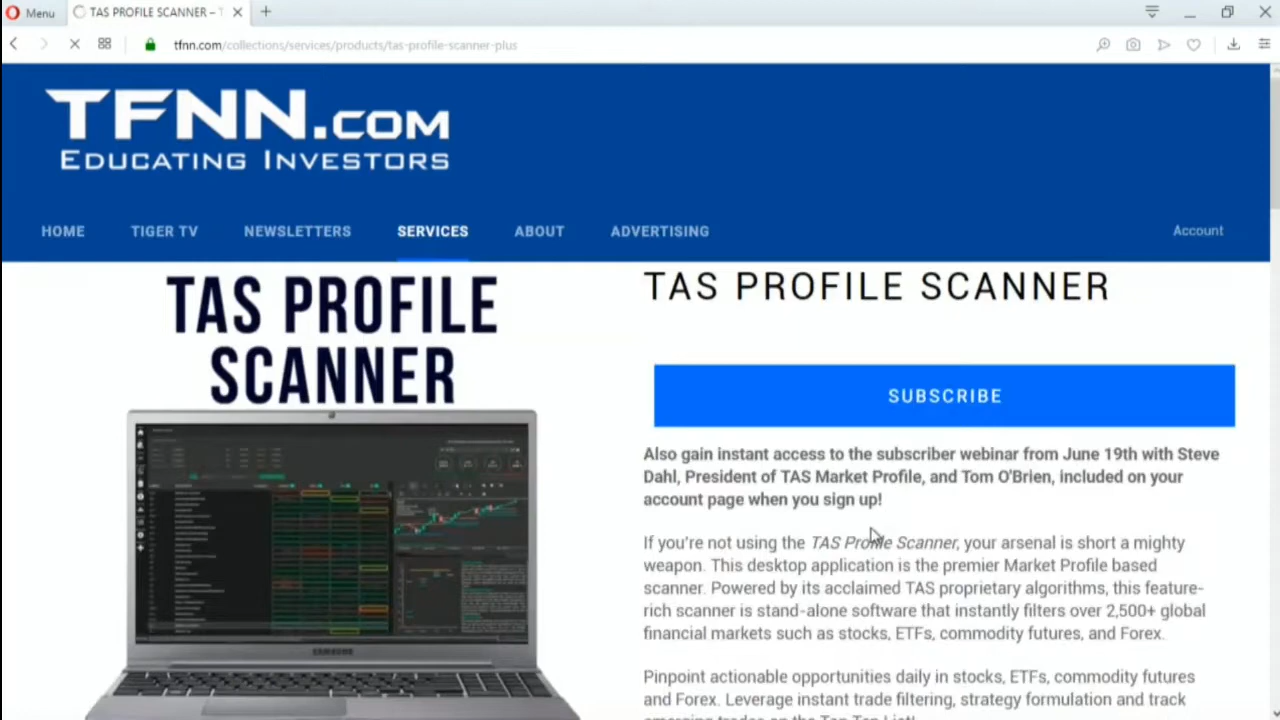 Menu
TAS PROFILE SCANNER – T
tfnn.com/collections/services/products/tas-profile-scanner-plus
TFNN.COM
EDUCATING INVESTORS
HOME TIGER TV NEWSLETTERS SERVICES ABOUT ADVERTISING Account
TAS PROFILE
SCANNER
SAMSUNG
TAS PROFILE SCANNER
SUBSCRIBE
Also gain instant access to the subscriber webinar from June 19th with Steve
Dahl, President of TAS Market Profile, and Tom O'Brien, included on your
account page when you sign up!
If you're not using the TAS Profile Scanner, your arsenal is short a mighty
weapon. This desktop application is the premier Market Profile based
scanner. Powered by its acclaimed TAS proprietary algorithms, this feature-
rich scanner is stand-alone software that instantly filters over 2,500+ global
financial markets such as stocks, ETFs, commodity futures, and Forex.
Pinpoint actionable opportunities daily in stocks, ETFs, commodity futures
and Forex. Leverage instant trade filtering, strategy formulation and track
emerging trades on the Top Ten List!